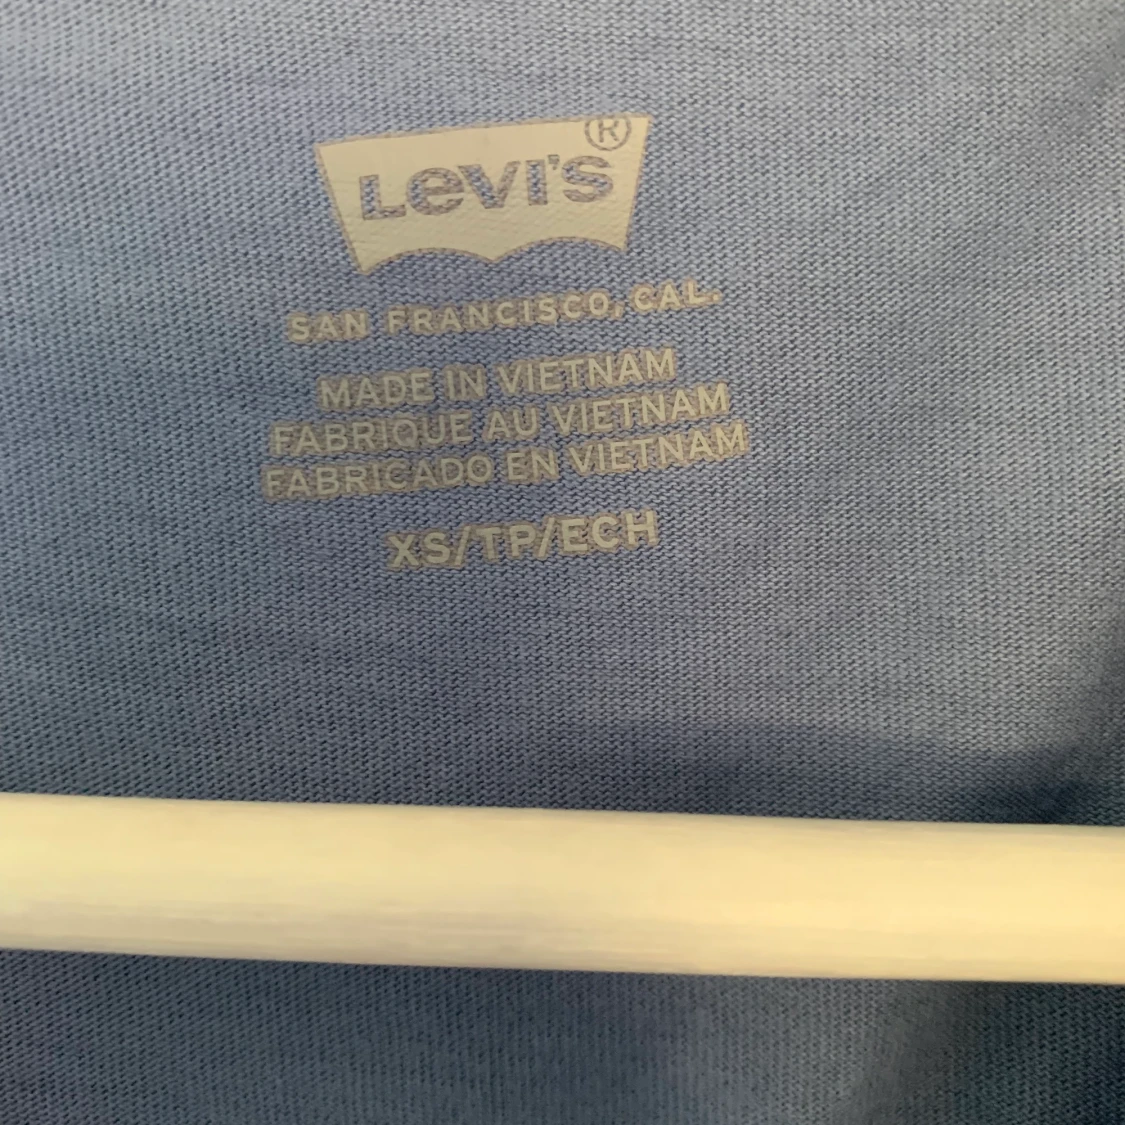 Levi's®
SAN FRANCISCO, CAL.
MADE IN VIETNAM
FABRIQUE AU VIETNAM
FABRICADO EN VIETNAM
XS/TP/ECH